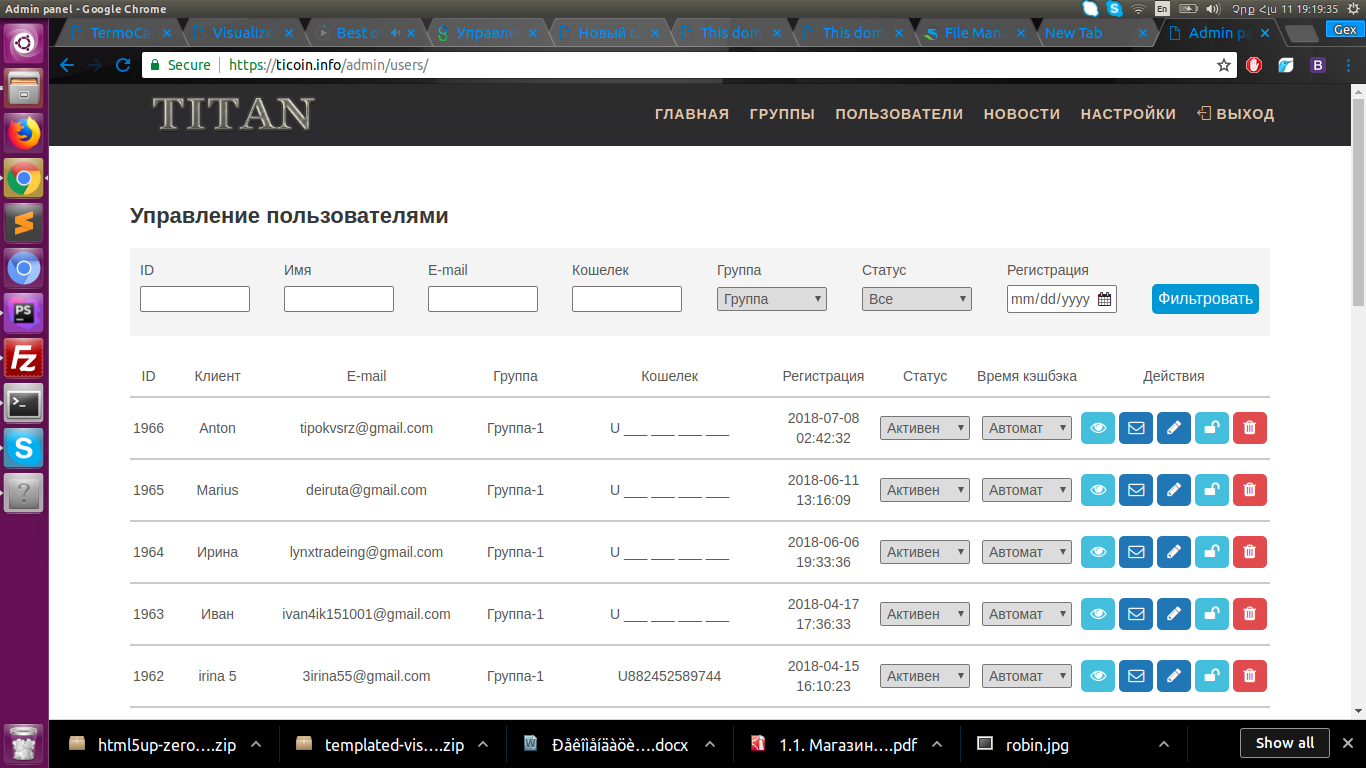 Admin panel - Google Chrome
En
Չրք Հլս 11 19:19:35
TermoCa
Visualize
Best o
Управле
Новый с
This dom
This dom
File Man
New Tab
Admin pa
Gex
Secure
https://ticoin.info/admin/users/
TITAN
ГЛАВНАЯ
ГРУППЫ
ПОЛЬЗОВАТЕЛИ
НОВОСТИ
НАСТРОЙКИ
ВЫХОД
Управление пользователями
ID Имя E-mail Кошелек Группа Статус Регистрация
Группа Все mm/dd/yyyy Фильтровать
ID Клиент E-mail Группа Кошелек Регистрация Статус Время кэшбэка Действия
1966 Anton tipokvsrz@gmail.com Группа-1 U ___ ___ ___ ___ 2018-07-08 02:42:32 Активен Автомат
1965 Marius deiruta@gmail.com Группа-1 U ___ ___ ___ ___ 2018-06-11 13:16:09 Активен Автомат
1964 Ирина lynxtradeing@gmail.com Группа-1 U ___ ___ ___ ___ 2018-06-06 19:33:36 Активен Автомат
1963 Иван ivan4ik151001@gmail.com Группа-1 U ___ ___ ___ ___ 2018-04-17 17:36:33 Активен Автомат
1962 irina 5 3irina55@gmail.com Группа-1 U882452589744 2018-04-15 16:10:23 Активен Автомат
html5up-zero....zip
templated-vis....zip
Ðåêîìåíäàöè....docx
1.1. Магазин....pdf
robin.jpg
Show all